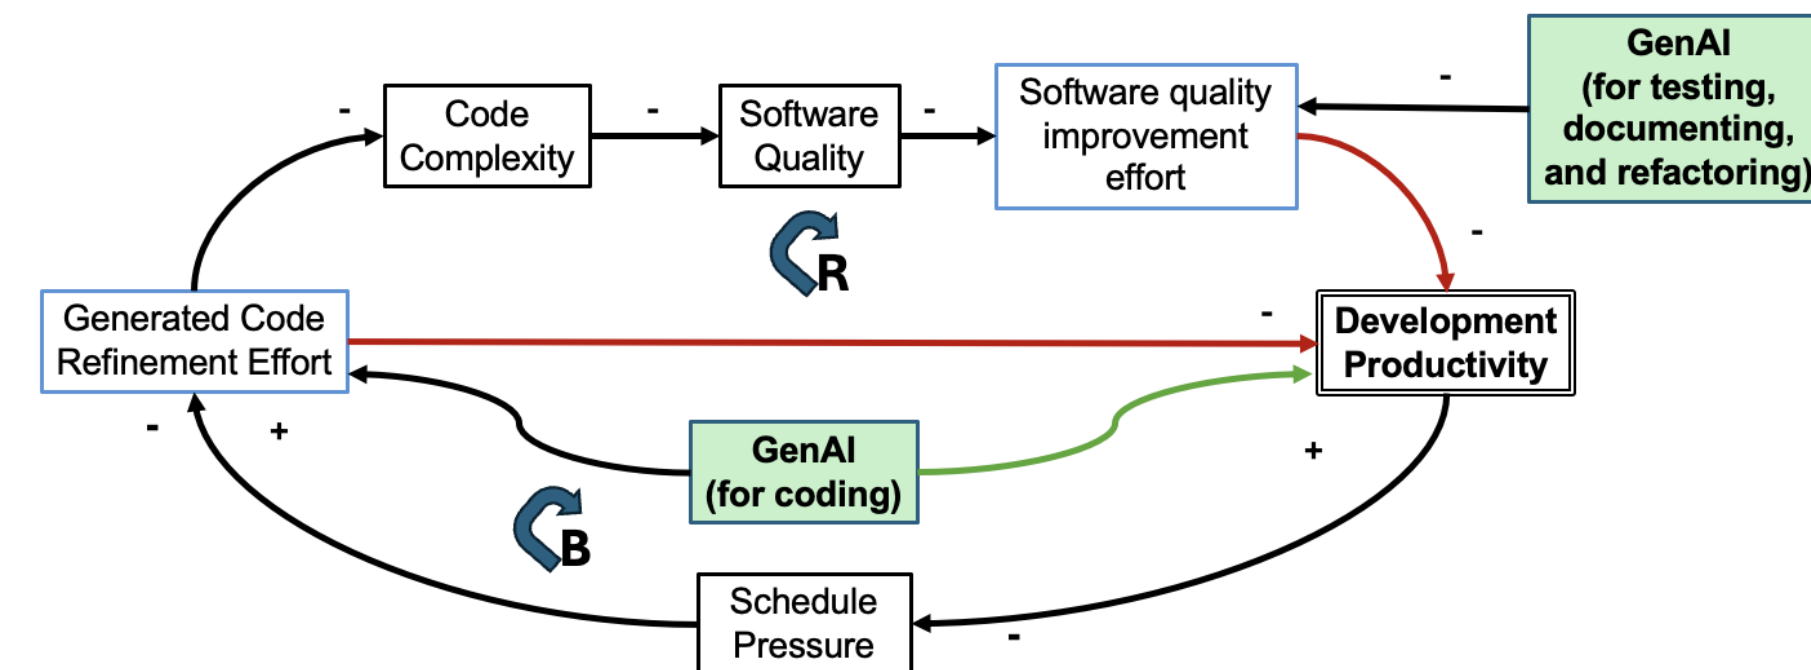 GenAI
(for testing,
documenting,
and refactoring)
-
-
Code
Complexity
-
Software
Quality
-
Software quality
improvement
effort
-
R
Generated Code
Refinement Effort
-
Development
Productivity
-
+
GenAI
(for coding)
+
B
Schedule
Pressure
-